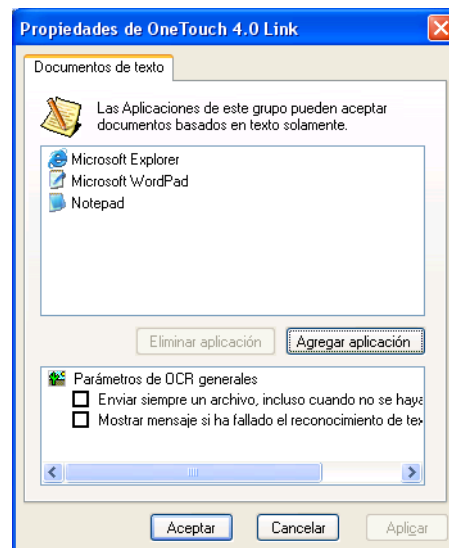 Propiedades de OneTouch 4.0 Link
Documentos de texto
Las Aplicaciones de este grupo pueden aceptar
documentos basados en texto solamente.
Microsoft Explorer
Microsoft WordPad
Notepad
Eliminar aplicación
Agregar aplicación
Parámetros de OCR generales
Enviar siempre un archivo, incluso cuando no se haya
Mostrar mensaje si ha fallado el reconocimiento de
Aceptar
Cancelar
Aplicar